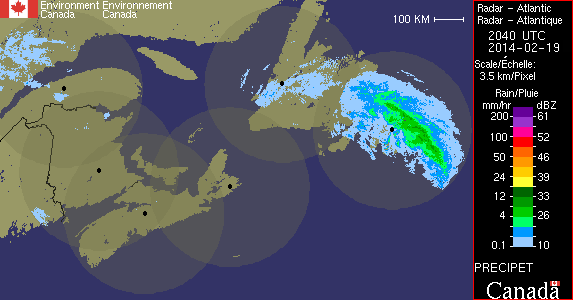 Environment Environnement
Canada Canada
100 KM
Radar - Atlantic
Radar - Atlantique
2040 UTC
2014-02-19
Scale/Échelle:
3.5 km/Pixel
Rain/Pluie
mm/hr dBZ
200 61
100 52
50 46
24 39
12 33
4 26
0.1 10
PRECIPET
Canada